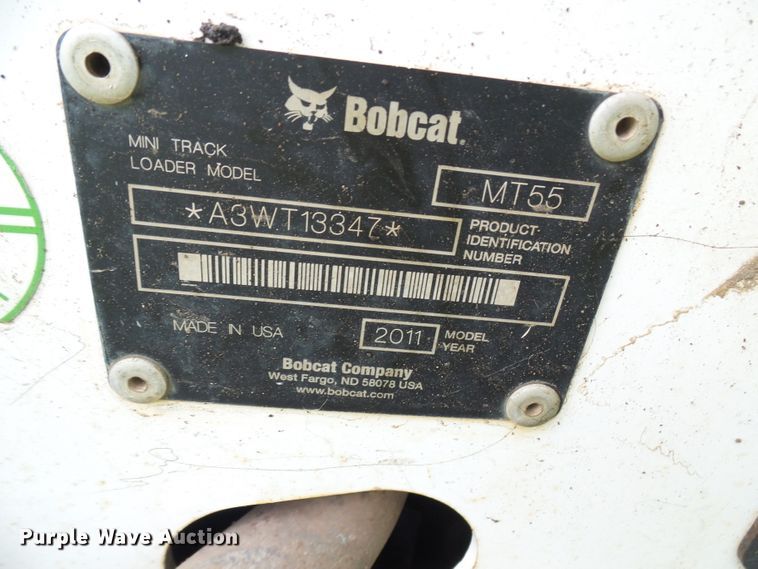 Bobcat.
MINI TRACK
LOADER MODEL
MT55
*A3WT13347*
PRODUCT
IDENTIFICATION
NUMBER
MADE IN USA
2011
MODEL
YEAR
Bobcat Company
West Fargo, ND 58078 USA
www.bobcat.com
Purple Wave Auction